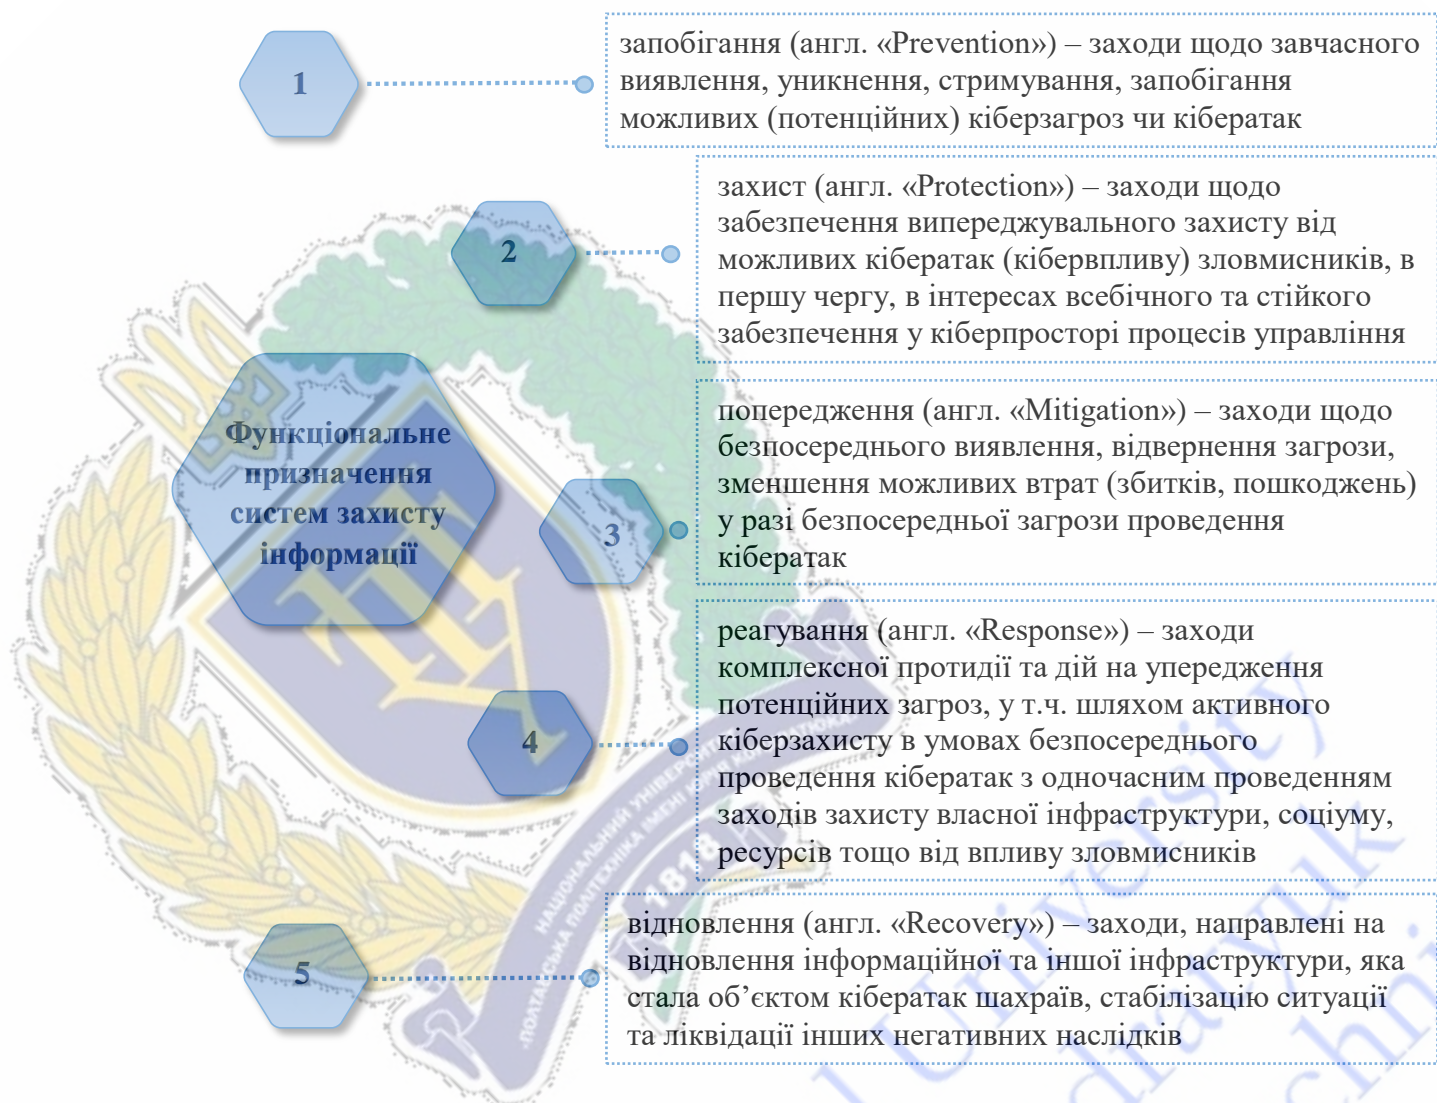 1
запобігання (англ. «Prevention») – заходи щодо завчасного
виявлення, уникнення, стримування, запобігання
можливих (потенційних) кіберзагроз чи кібератак
2
захист (англ. «Protection») – заходи щодо
забезпечення випереджувального захисту від
можливих кібератак (кібервпливу) зловмисників, в
першу чергу, в інтересах всебічного та стійкого
забезпечення у кіберпросторі процесів управління
Функціональне
призначення
систем захисту
інформації
3
попередження (англ. «Mitigation») – заходи щодо
безпосереднього виявлення, відвернення загрози,
зменшення можливих втрат (збитків, пошкоджень)
у разі безпосередньої загрози проведення
кібератак
4
реагування (англ. «Response») – заходи
комплексної протидії та дій на упередження
потенційних загроз, у т.ч. шляхом активного
кіберзахисту в умовах безпосереднього
проведення кібератак з одночасним проведенням
заходів захисту власної інфраструктури, соціуму,
ресурсів тощо від впливу зловмисників
5
відновлення (англ. «Recovery») – заходи, направлені на
відновлення інформаційної та іншої інфраструктури, яка
стала об’єктом кібератак шахраїв, стабілізацію ситуації
та ліквідації інших негативних наслідків
НАЦІОНАЛЬНИЙ
1818
University